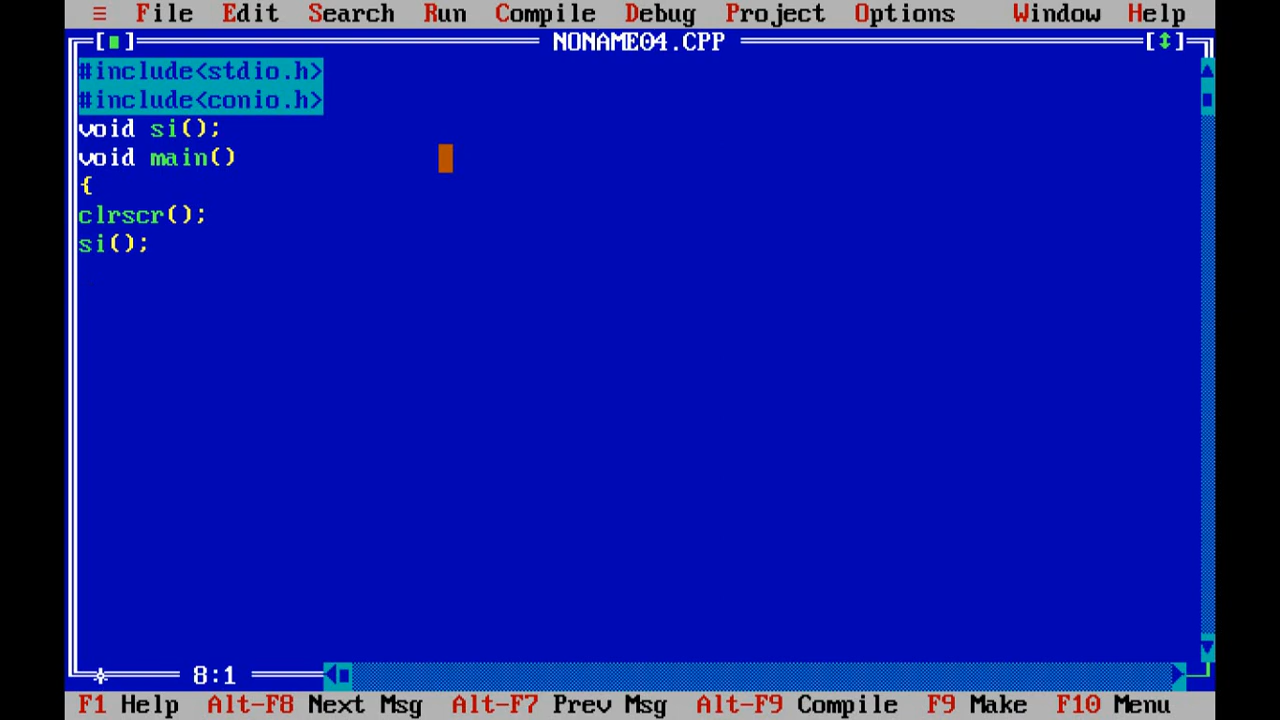 ≡ File Edit Search Run Compile Debug Project Options Window Help
[■] NONAME04.CPP [↕]
#include<stdio.h>
#include<conio.h>
void si();
void main()
{
clrscr();
si();
* 8:1
F1 Help Alt-F8 Next Msg Alt-F7 Prev Msg Alt-F9 Compile F9 Make F10 Menu